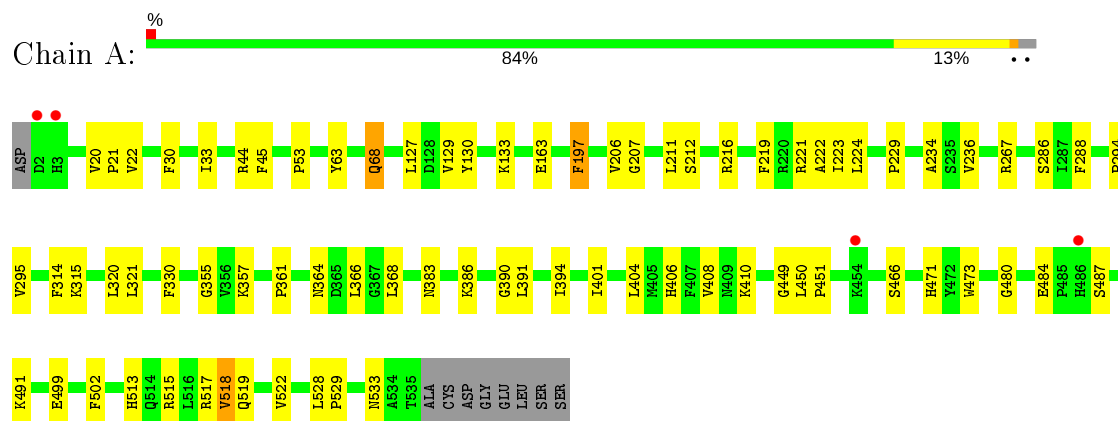 %
Chain A:
84% 13% • •
ASP D2 H3 V20 P21 V22 F30 I33 R44 F45 P53 Y63 Q68 L127 D128 V129 Y130 K133 E163 F197 V206 G207 L211 S212 R216 F219 R220 R221 A222 I223 L224 P229 A234 S235 V236 R267 S286 I287 F288
V295 F314 K315 L320 L321 F330 G355 V356 K357 P361 N364 D365 L366 G367 L368 N383 K386 G390 L391 I394 I401 L404 M405 H406 F407 V408 N409 K410 G449 L450 P451 K454 S466 H471 Y472 W473 G480 E484 P485 H486 S487
K491 E499 F502 H513 Q514 R515 L516 R517 V518 Q519 V522 L528 P529 N533 A534 T535 ALA CYS ASP GLY GLU LEU SER SER